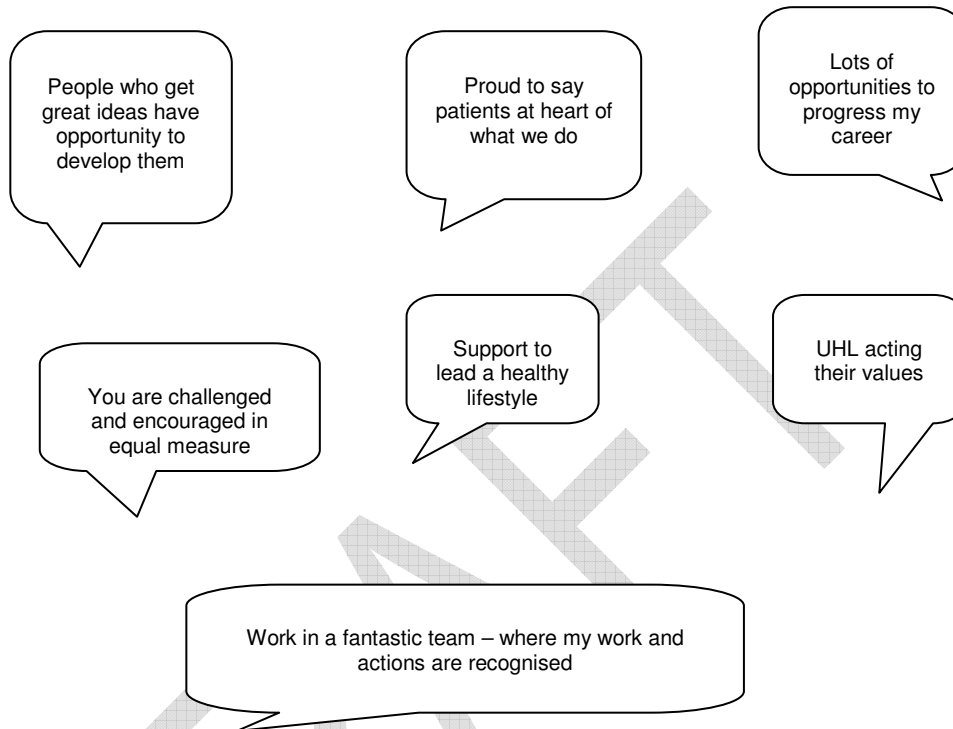 People who get
great ideas have
opportunity to
develop them
Proud to say
patients at heart of
what we do
Lots of
opportunities to
progress my
career
You are challenged
and encouraged in
equal measure
Support to
lead a healthy
lifestyle
UHL acting
their values
Work in a fantastic team – where my work and
actions are recognised